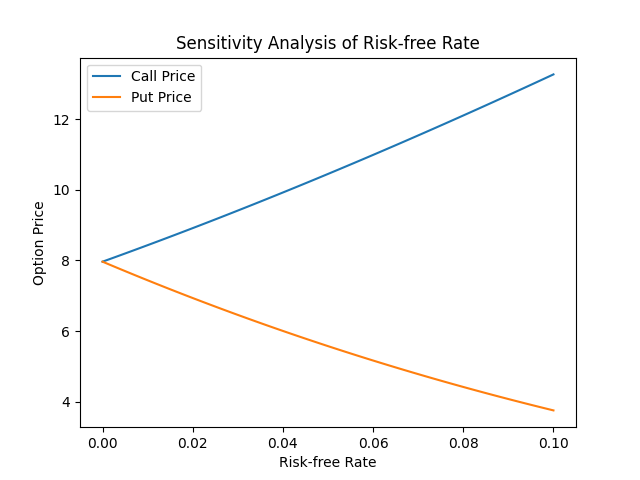 Sensitivity Analysis of Risk-free Rate
Call Price
Put Price
12
10
8
6
4
Option Price
0.00 0.02 0.04 0.06 0.08 0.10
Risk-free Rate